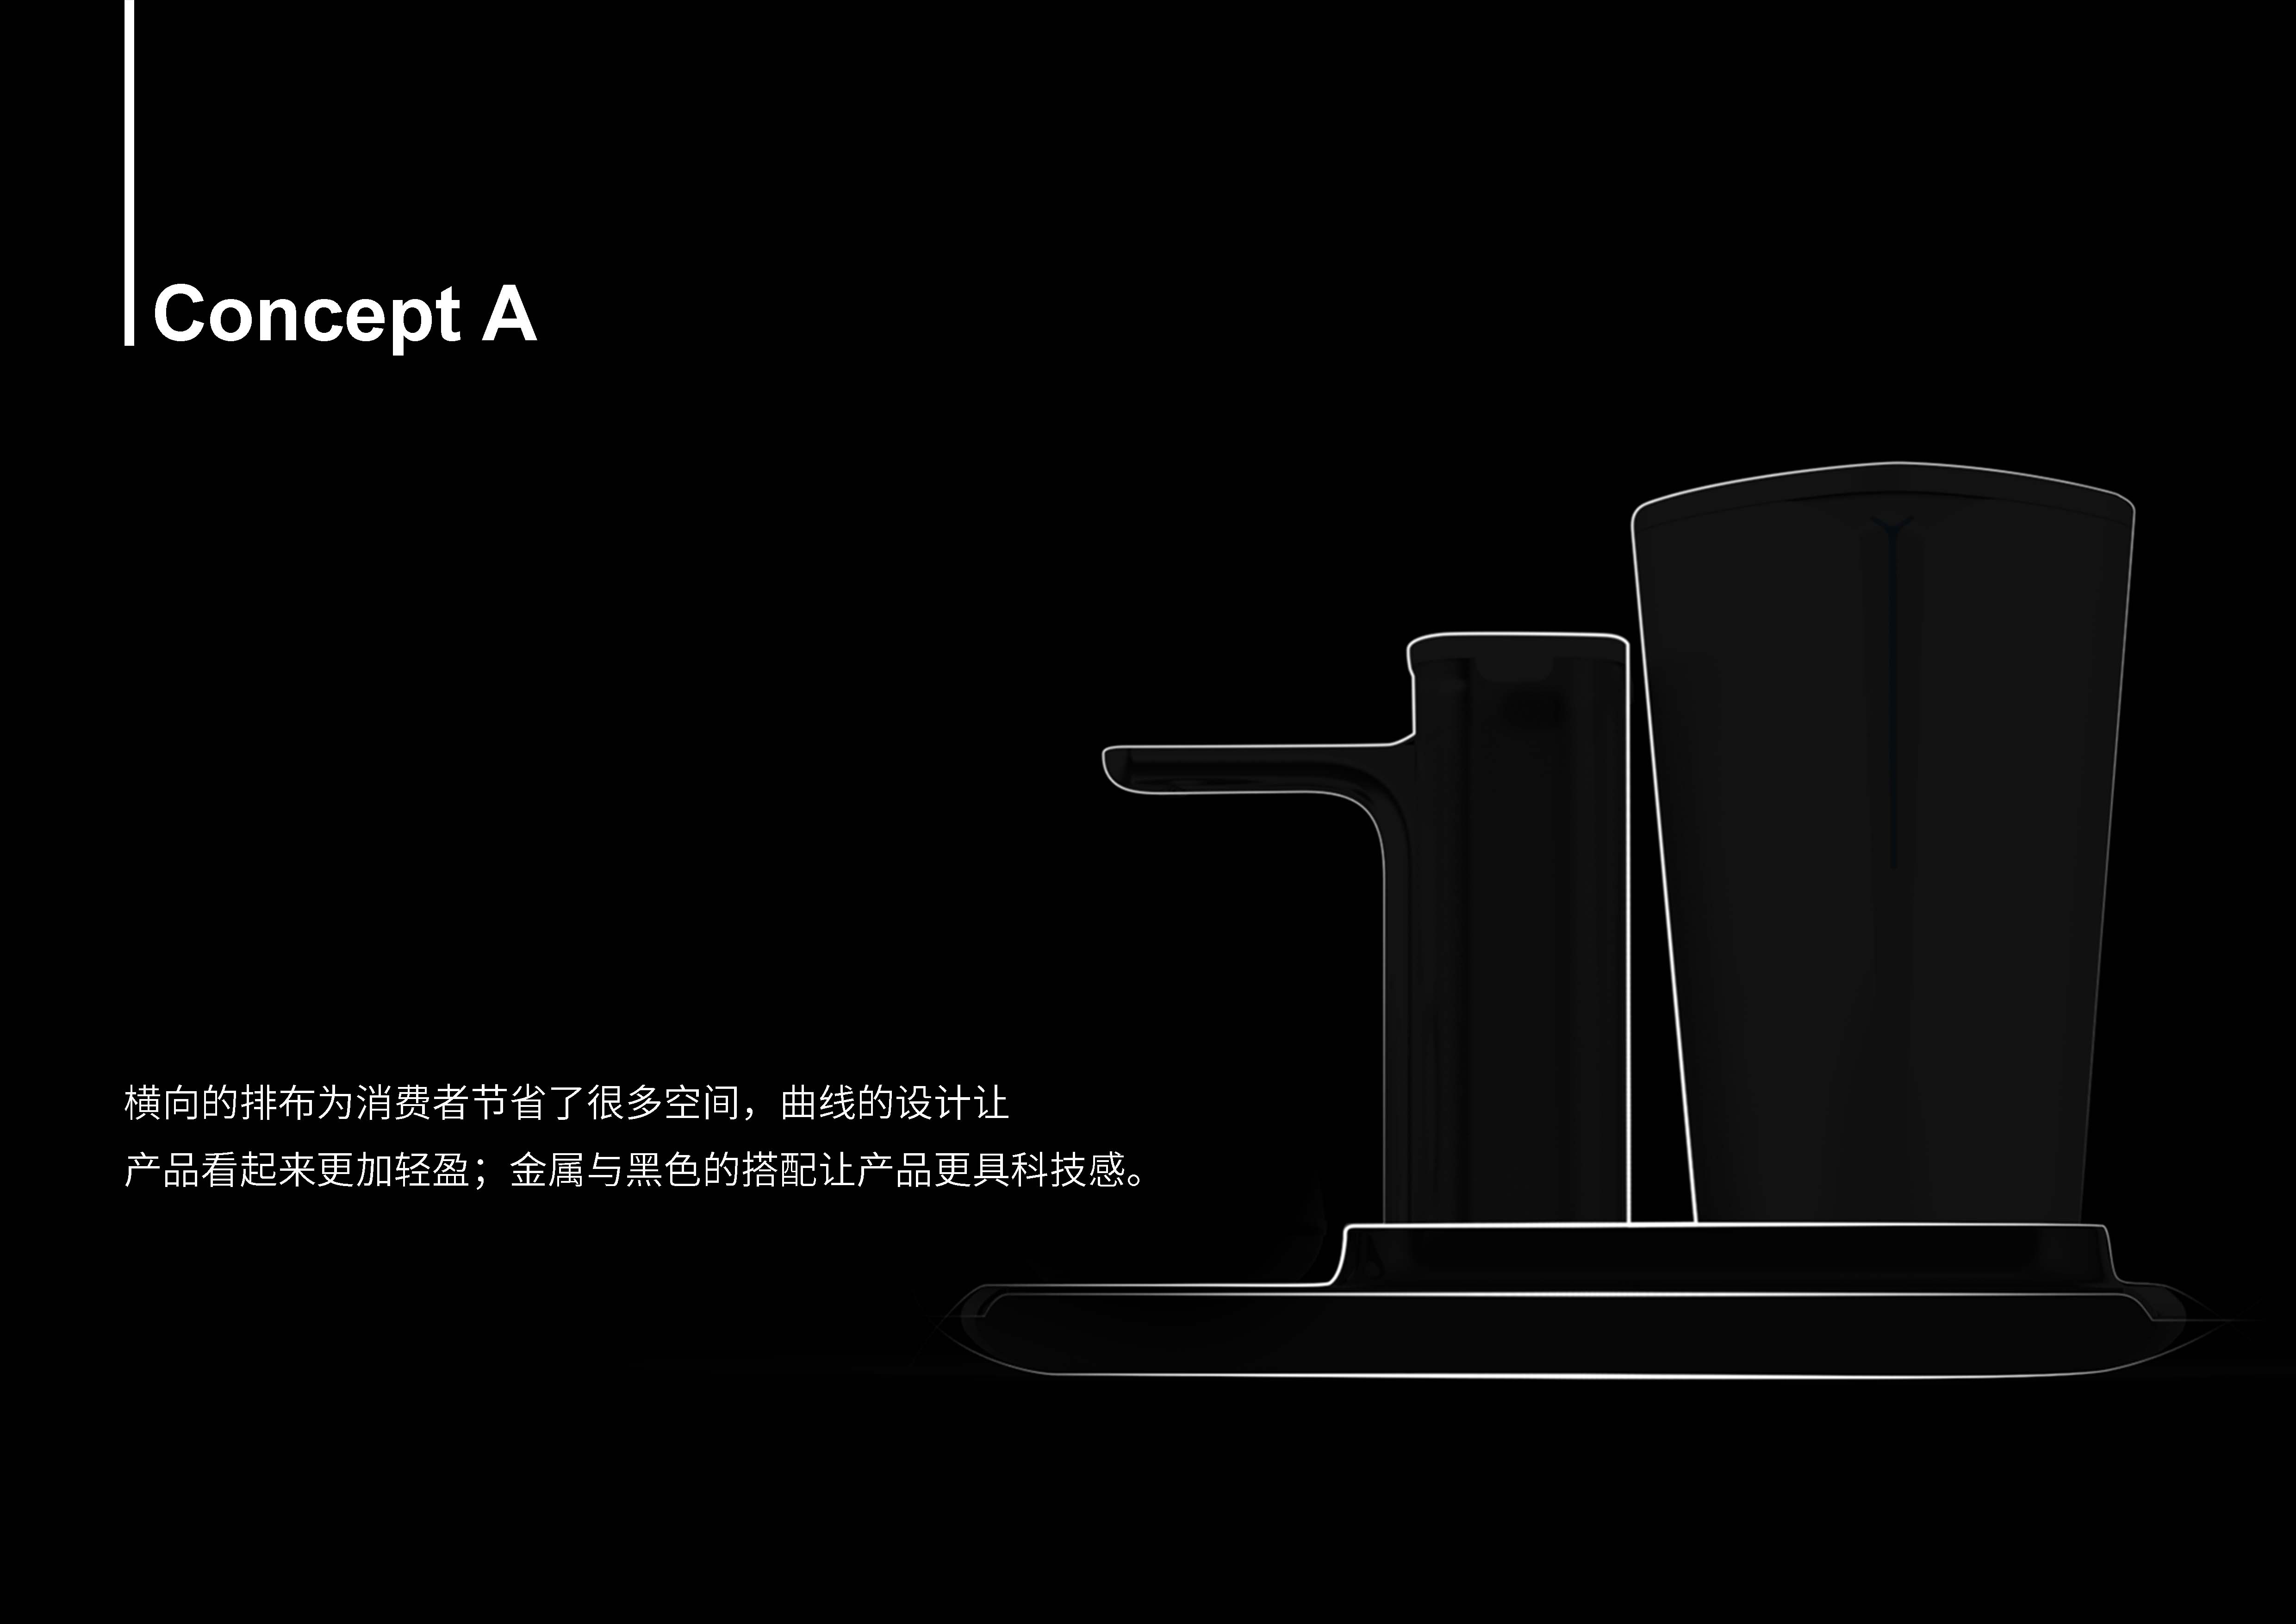 Concept A
横向的排布为消费者节省了很多空间，曲线的设计让
产品看起来更加轻盈；金属与黑色的搭配让产品更具科技感。